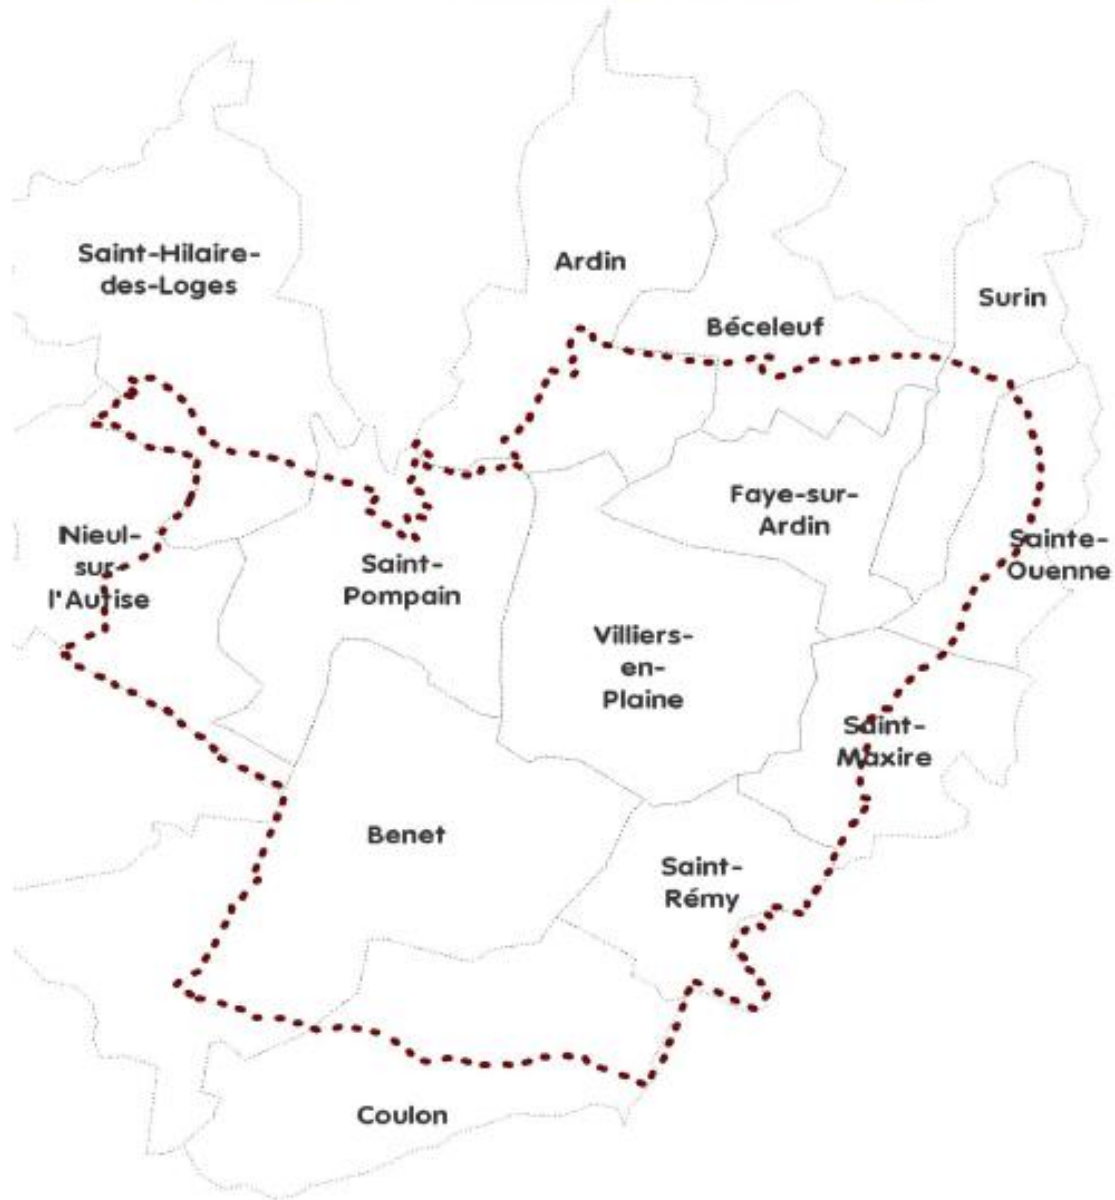 Saint-Hilaire-
des-Loges
Ardin
Surin
Béceleuf
Faye-sur-
Ardin
Nieul-
sur-
l'Autise
Sainte-
Ouenne
Saint-
Pompain
Villiers-
en-
Plaine
Saint-
Maxire
Benet
Saint-
Rémy
Coulon